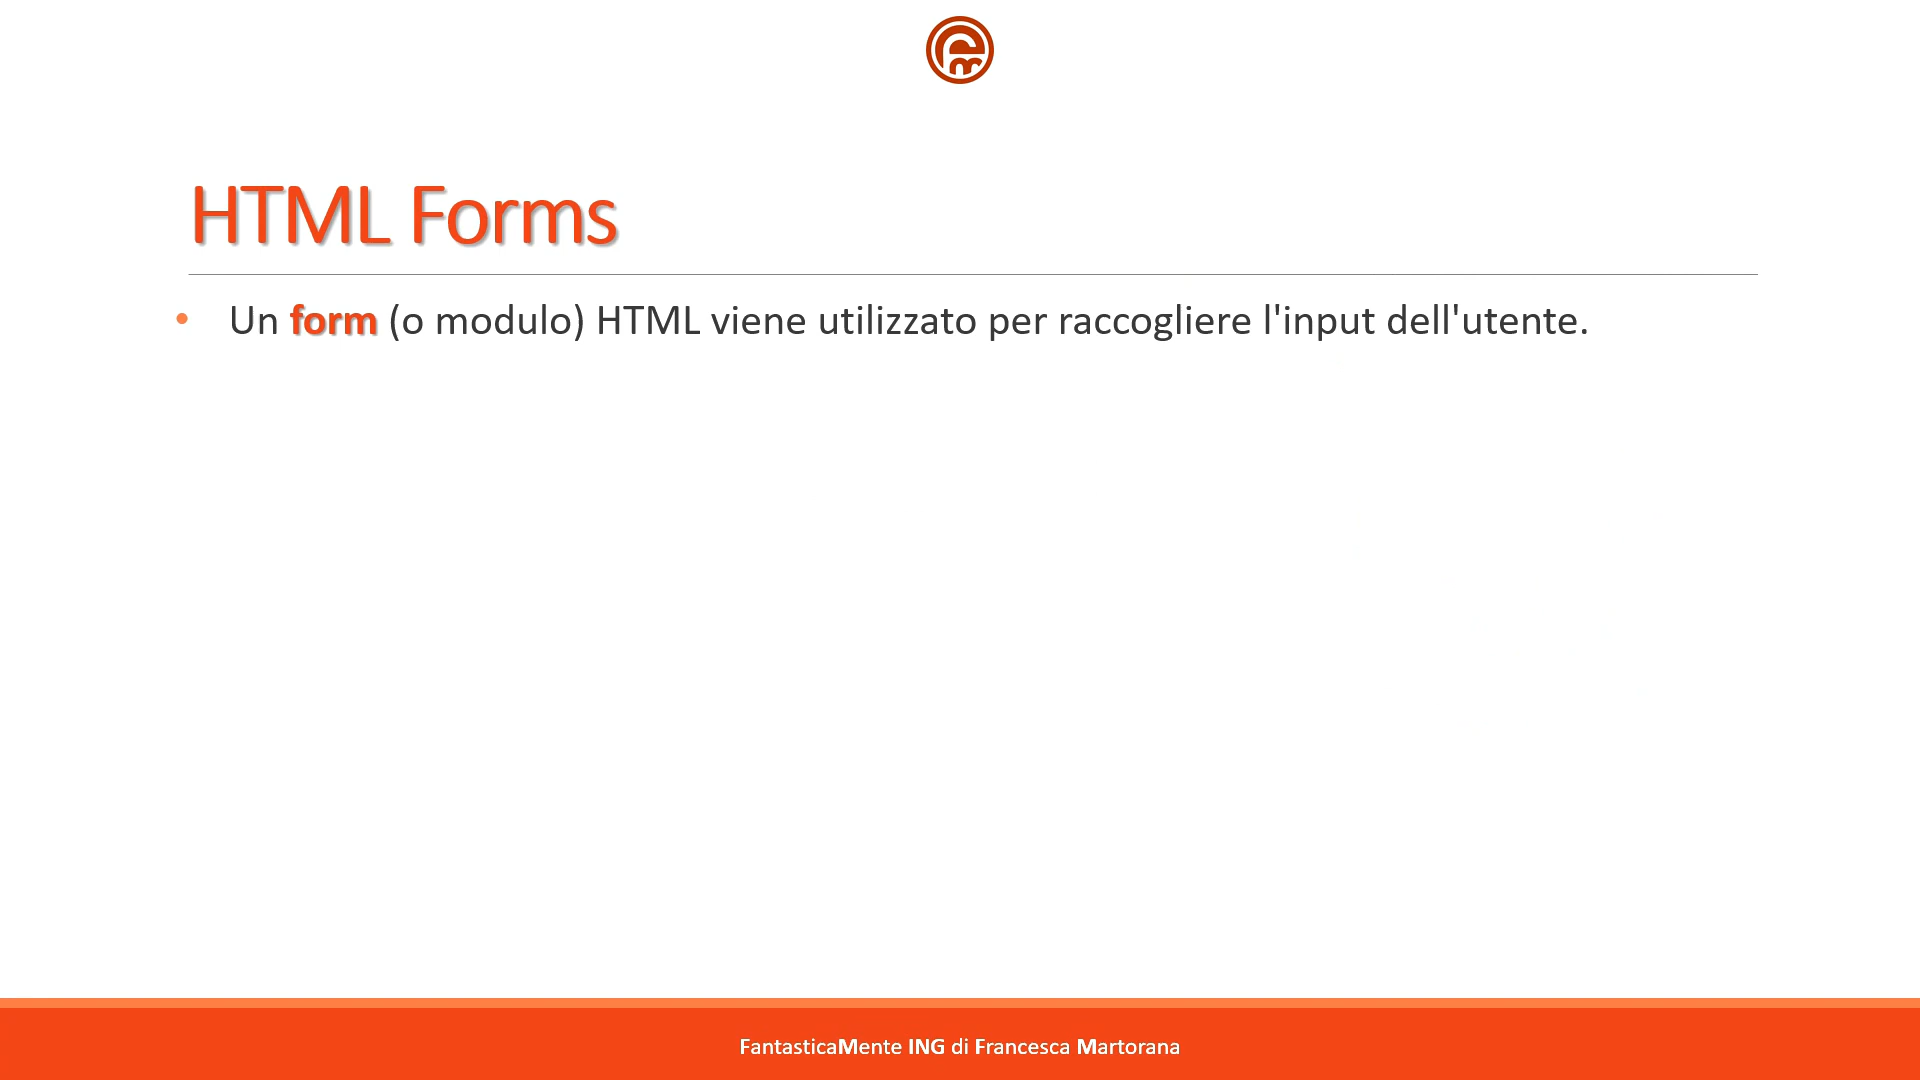 HTML Forms
• Un form (o modulo) HTML viene utilizzato per raccogliere l'input dell'utente.
FantasticaMente ING di Francesca Martorana